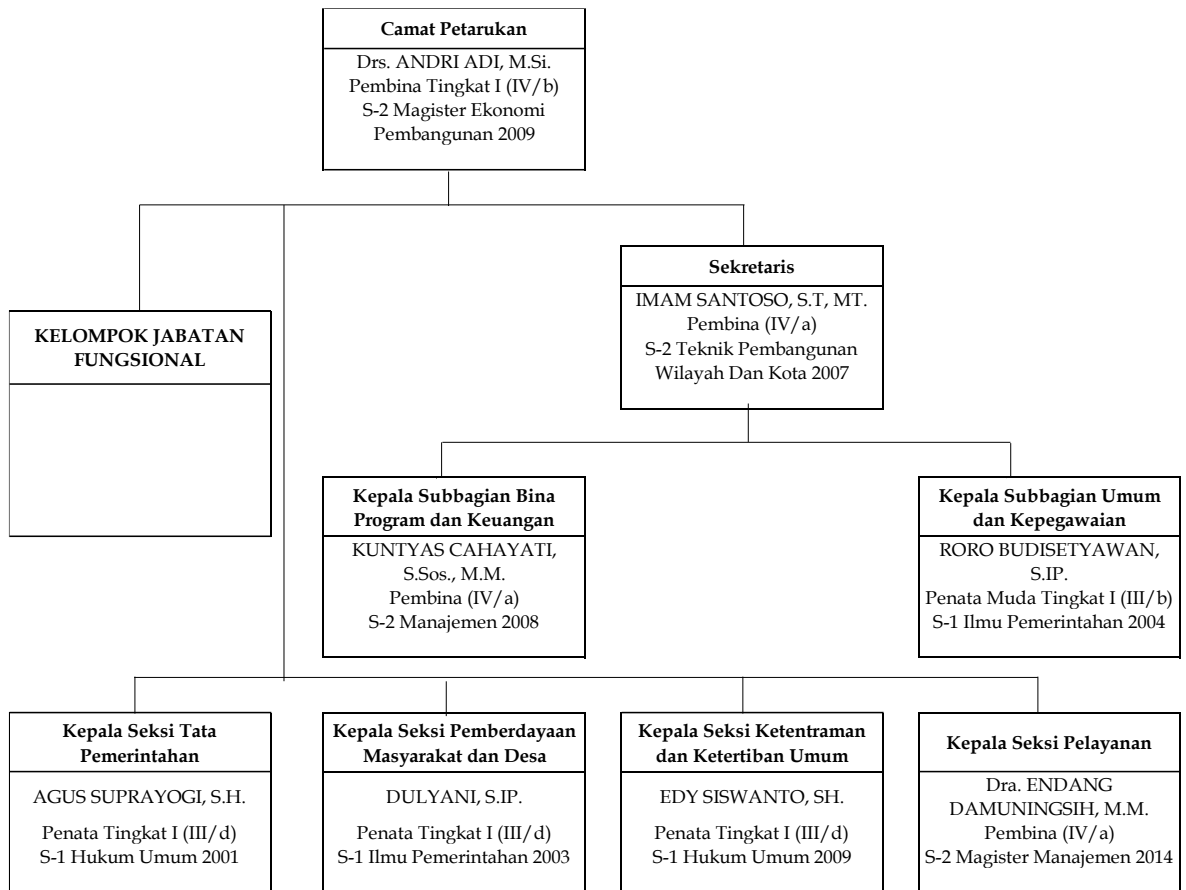 Camat Petarukan
Drs. ANDRI ADI, M.Si.
Pembina Tingkat I (IV/b)
S-2 Magister Ekonomi
Pembangunan 2009
Sekretaris
IMAM SANTOSO, S.T, MT.
Pembina (IV/a)
S-2 Teknik Pembangunan
Wilayah Dan Kota 2007
KELOMPOK JABATAN
FUNGSIONAL
Kepala Subbagian Bina
Program dan Keuangan
KUNTYAS CAHAYATI,
S.Sos., M.M.
Pembina (IV/a)
S-2 Manajemen 2008
Kepala Subbagian Umum
dan Kepegawaian
RORO BUDISETYAWAN,
S.IP.
Penata Muda Tingkat I (III/b)
S-1 Ilmu Pemerintahan 2004
Kepala Seksi Tata
Pemerintahan
AGUS SUPRAYOGI, S.H.
Penata Tingkat I (III/d)
S-1 Hukum Umum 2001
Kepala Seksi Pemberdayaan
Masyarakat dan Desa
DULYANI, S.IP.
Penata Tingkat I (III/d)
S-1 Ilmu Pemerintahan 2003
Kepala Seksi Ketentraman
dan Ketertiban Umum
EDY SISWANTO, SH.
Penata Tingkat I (III/d)
S-1 Hukum Umum 2009
Kepala Seksi Pelayanan
Dra. ENDANG
DAMUNINGSIH, M.M.
Pembina (IV/a)
S-2 Magister Manajemen 2014